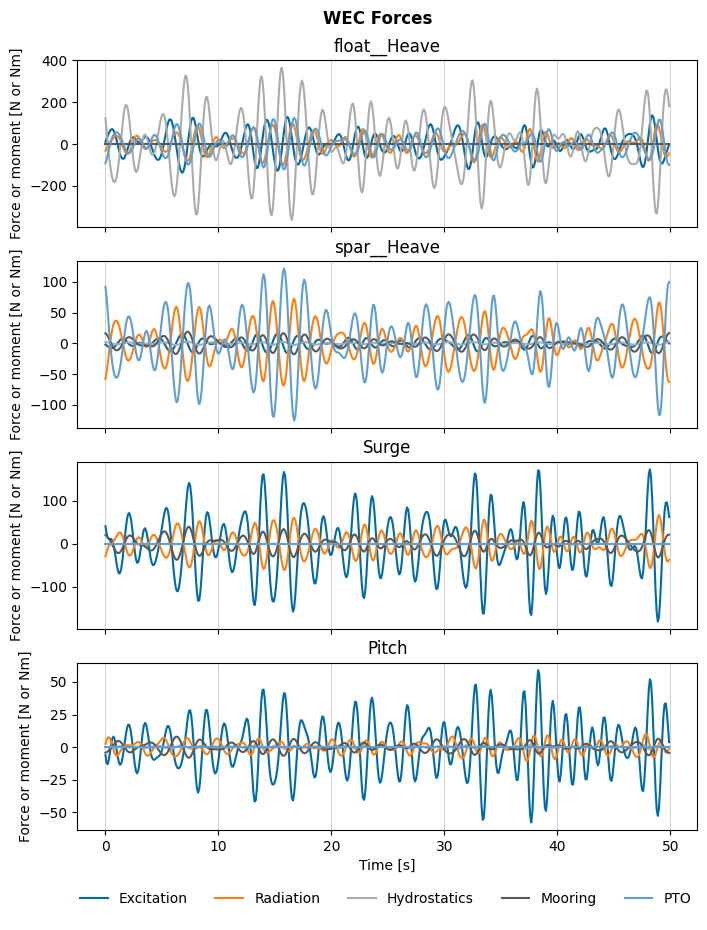 WEC Forces
float__Heave
Force or moment [N or Nm]
400
200
0
−200
spar__Heave
Force or moment [N or Nm]
100
50
0
−50
−100
Surge
Force or moment [N or Nm]
100
0
−100
Pitch
Force or moment [N or Nm]
50
25
0
−25
−50
0 10 20 30 40 50
Time [s]
Excitation Radiation Hydrostatics Mooring PTO